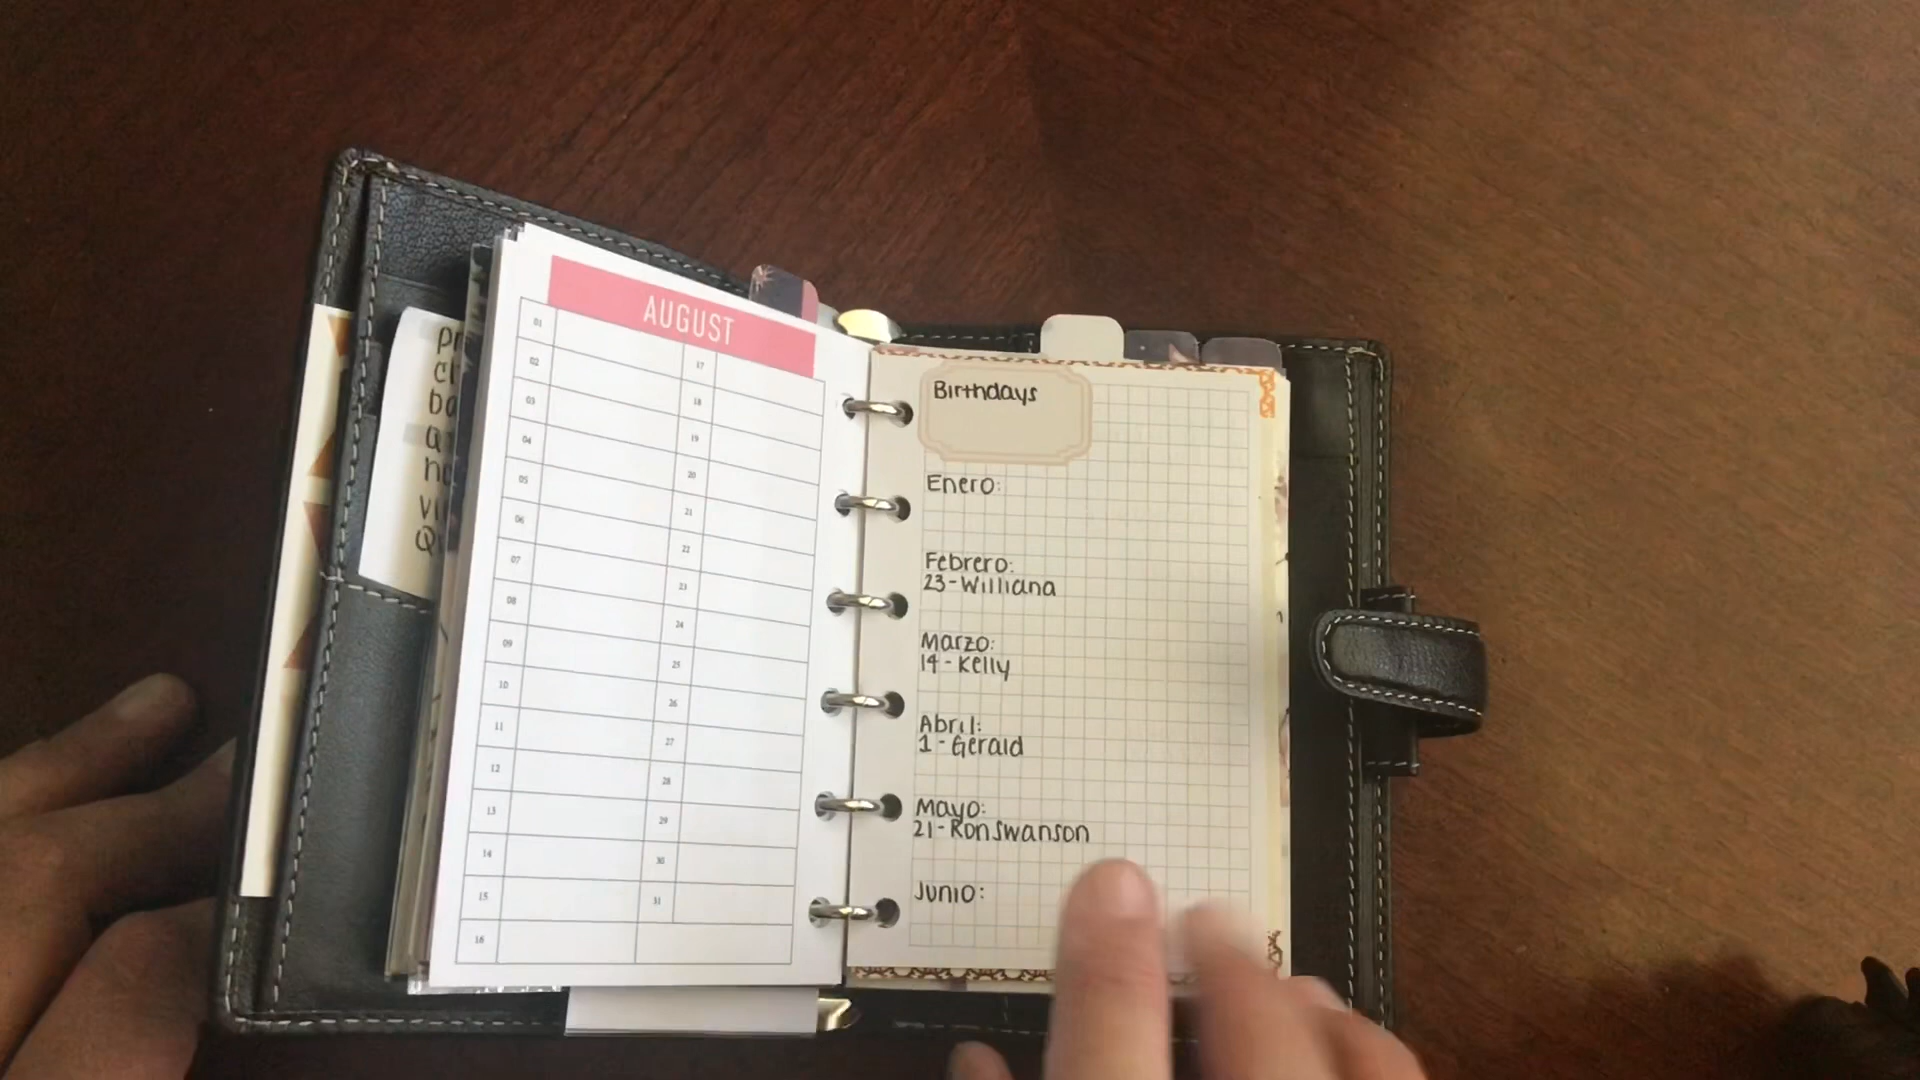 AUGUST
01
02
03
04
05
06
07
08
09
10
11
12
13
14
15
16
17
18
19
20
21
22
23
24
25
26
27
28
29
30
31
Birthdays
Enero:
Febrero:
23-Williana
Marzo:
14-Kelly
Abril:
1-Gerald
Mayo:
21-Ron Swanson
Junio: